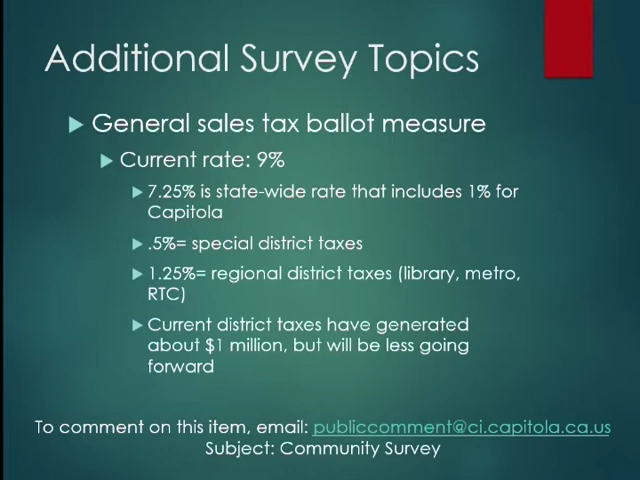 Additional Survey Topics
General sales tax ballot measure
Current rate: 9%
7.25% is state-wide rate that includes 1% for
Capitola
.5%= special district taxes
1.25%= regional district taxes (library, metro,
RTC)
Current district taxes have generated
about $1 million, but will be less going
forward
To comment on this item, email: publiccomment@ci.capitola.ca.us
Subject: Community Survey